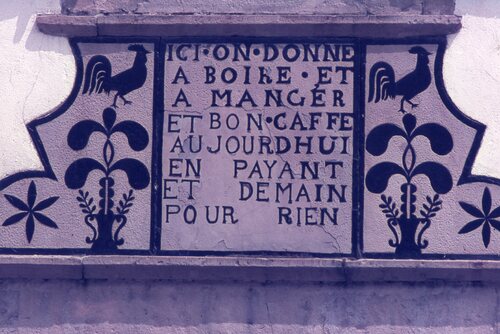 ICI·ON·DONNE
A BOIRE·ET
A MANGER
ET BON·CAFFE
AUJOURDHUI
EN PAYANT
ET DEMAIN
POUR RIEN